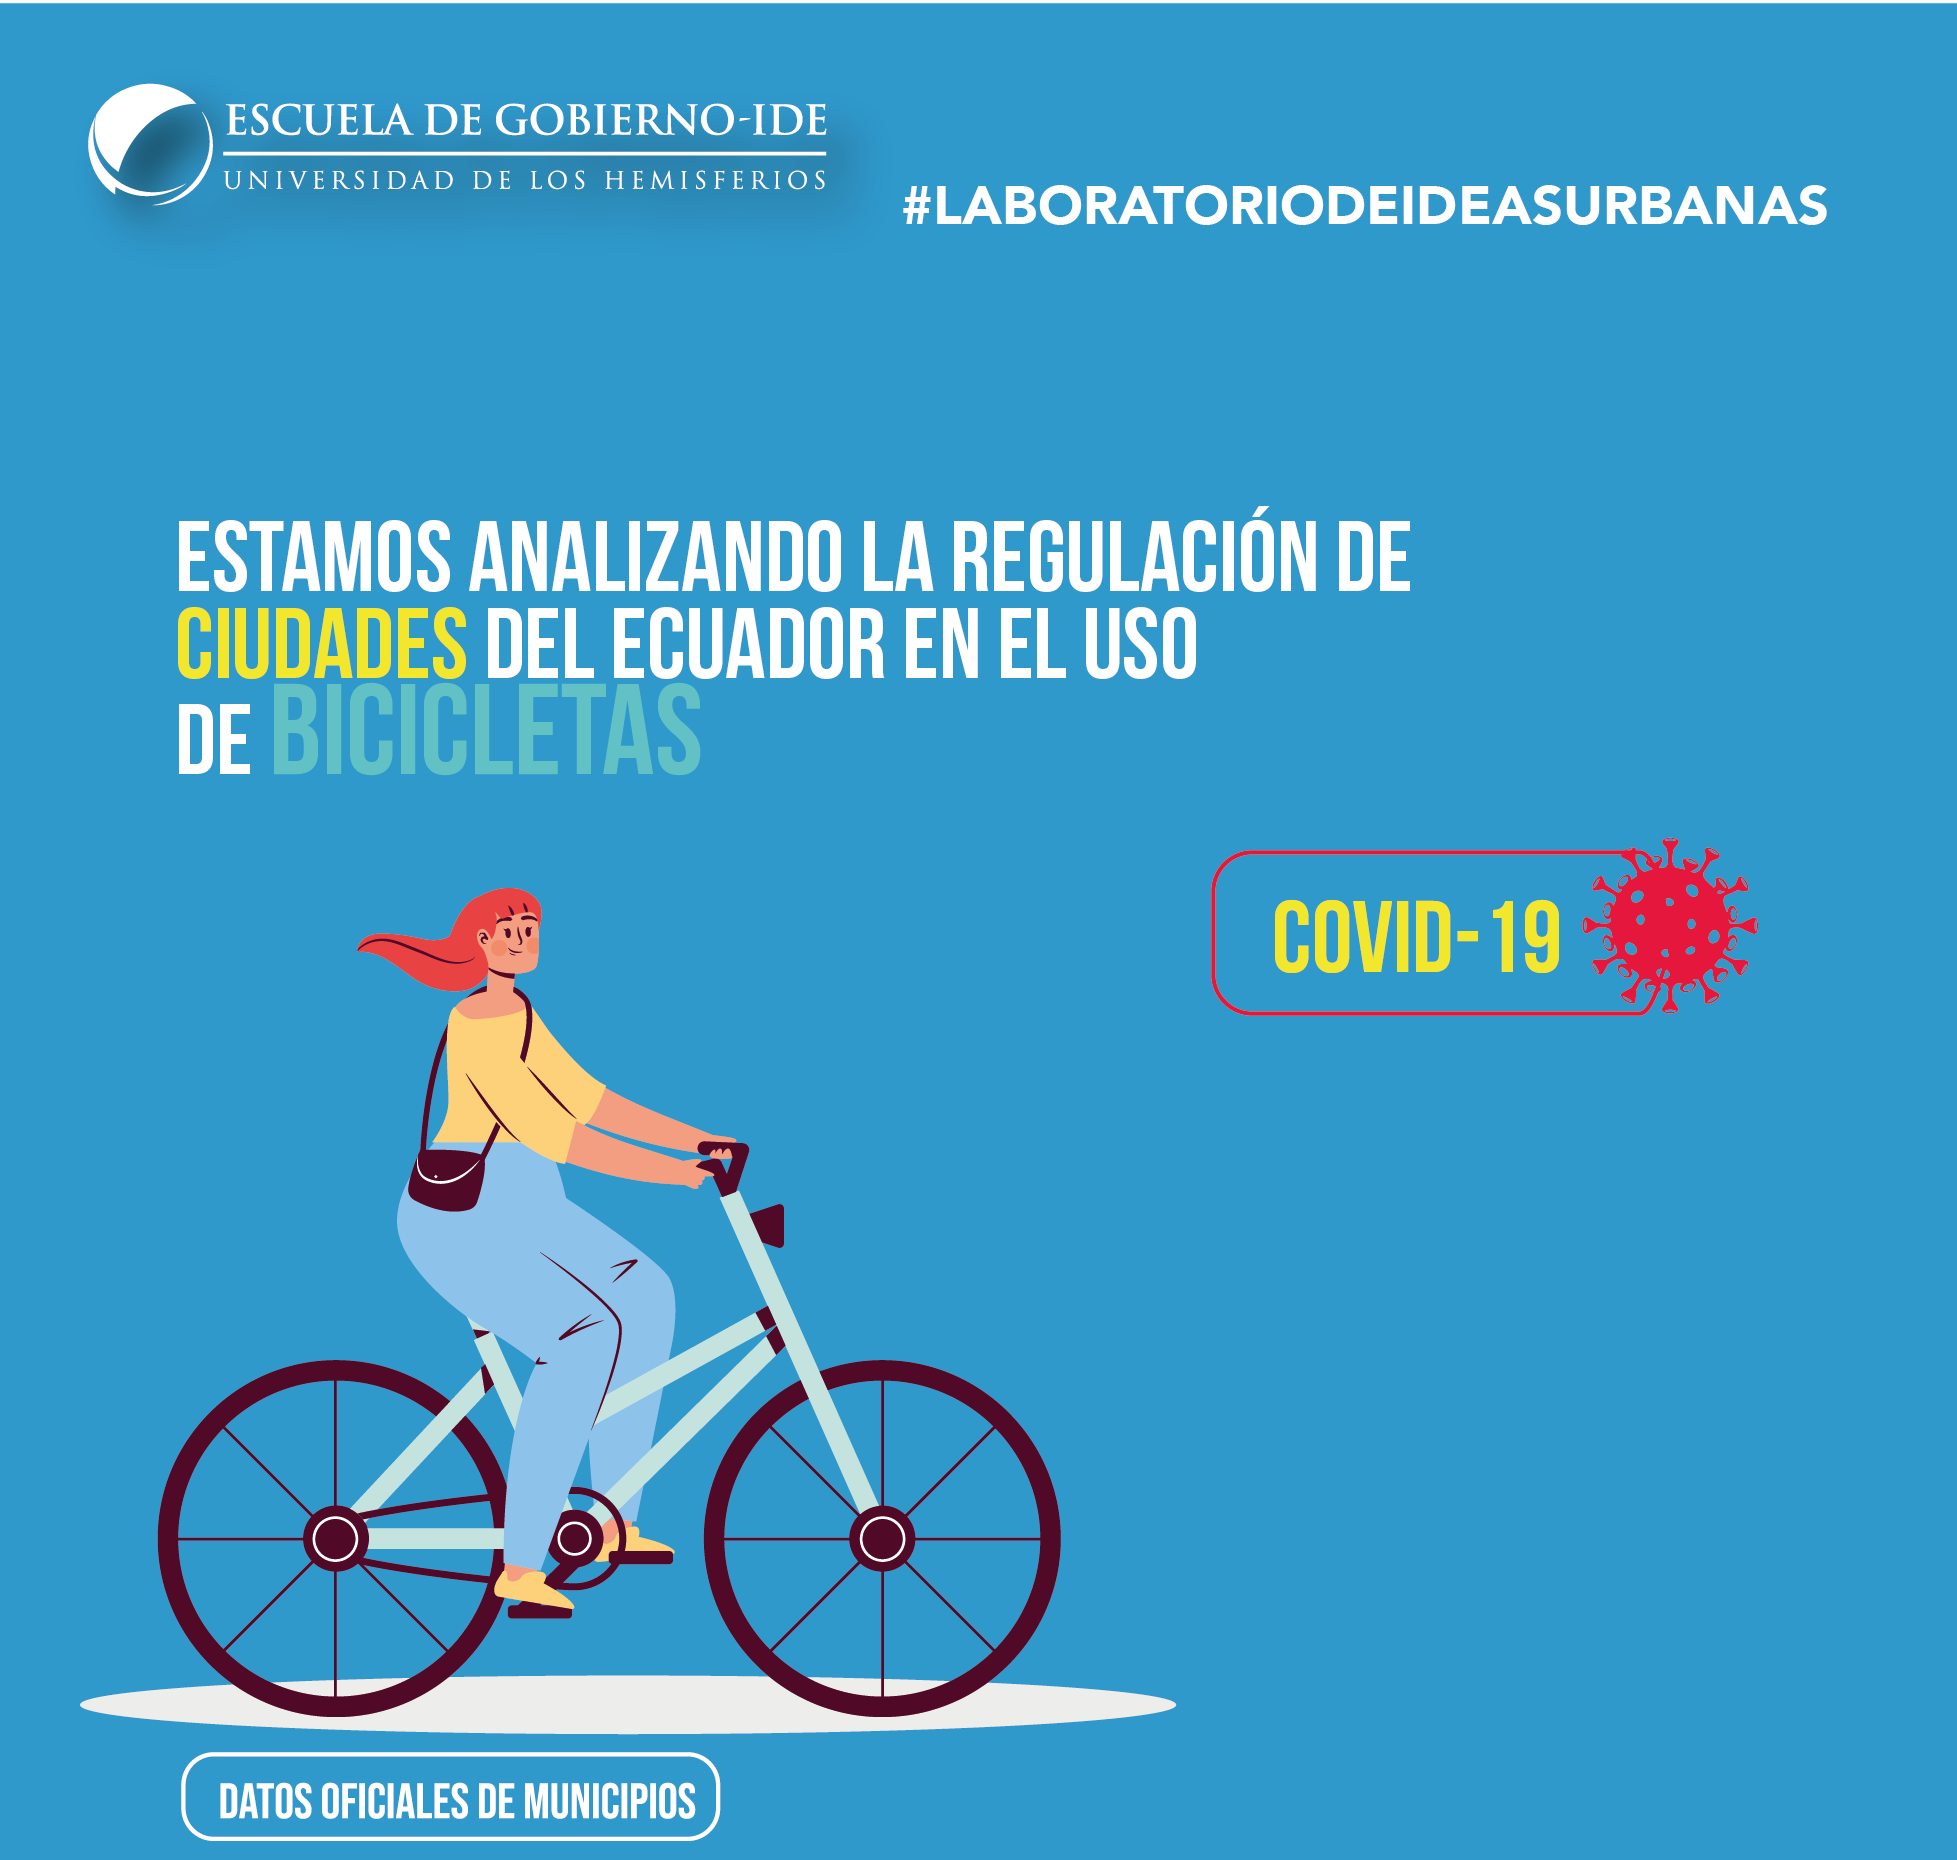 ESCUELA DE GOBIERNO-IDE
UNIVERSIDAD DE LOS HEMISFERIOS
#LABORATORIODEIDEASURBANAS
ESTAMOS ANALIZANDO LA REGULACIÓN DE
CIUDADES DEL ECUADOR EN EL USO
DE BICICLETAS
COVID-19
DATOS OFICIALES DE MUNICIPIOS